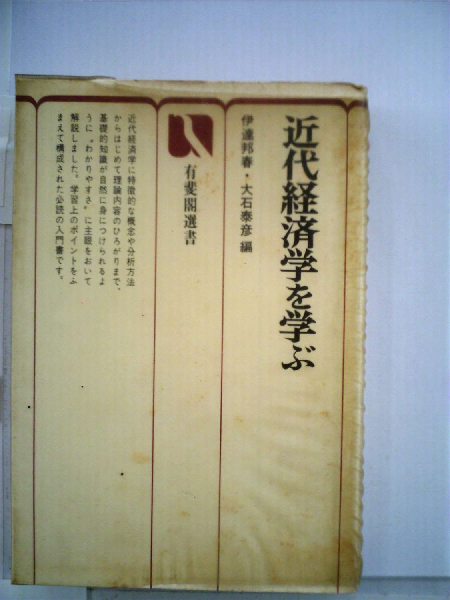 近代経済学を学ぶ
伊達邦春・大石泰彦 編
有斐閣選書
近代経済学に特徴的な概念や分析方法
からはじめて理論内容のひろがりまで、
基礎的知識が自然に身につけられるよ
うに〝わかりやすさ〟に主眼をおいて
解説しました。学習上のポイントをふ
まえて構成された必読の入門書です。